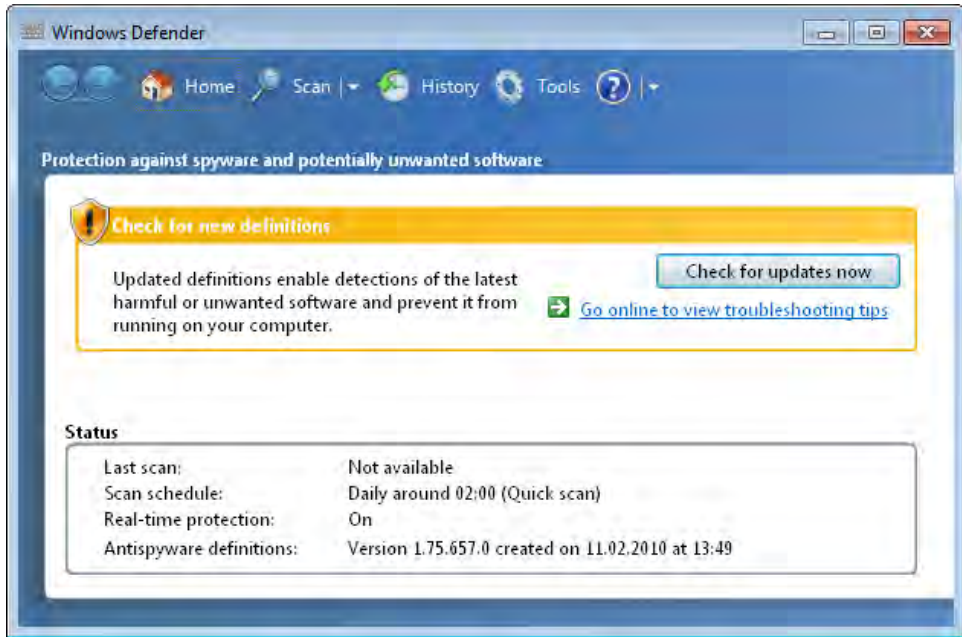 Windows Defender
Home Scan History Tools ?
Protection against spyware and potentially unwanted software
Check for new definitions
Updated definitions enable detections of the latest
harmful or unwanted software and prevent it from
running on your computer.
Check for updates now
Go online to view troubleshooting tips
Status
Last scan: Not available
Scan schedule: Daily around 02:00 (Quick scan)
Real-time protection: On
Antispyware definitions: Version 1.75.657.0 created on 11.02.2010 at 13:49